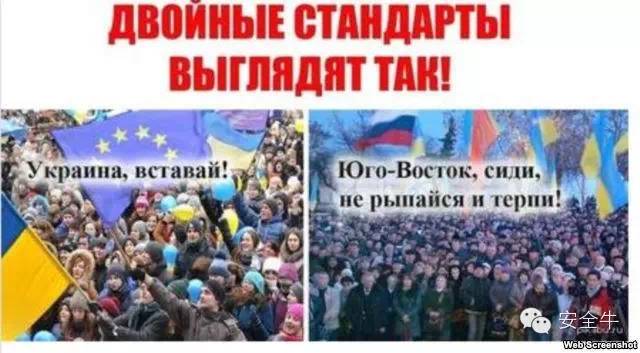 ДВОЙНЫЕ СТАНДАРТЫ
ВЫГЛЯДЯТ ТАК!
Украина, вставай!
Юго-Восток, сиди,
не рыпайся и терпи!
安全牛
Web Screenshot